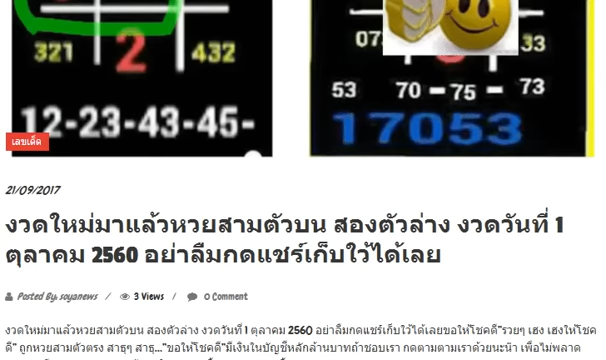 321 2 432
12-23-43-45-
07 33
53 70-75-73
17053
เลขเด็ด
21/09/2017
งวดใหม่มาแล้วหวยสามตัวบน สองตัวล่าง งวดวันที่ 1
ตุลาคม 2560 อย่าลืมกดแชร์เก็บใว้ได้เลย
Posted By: soyanews / 3 Views / 0 Comment
งวดใหม่มาแล้วหวยสามตัวบน สองตัวล่าง งวดวันที่ 1 ตุลาคม 2560 อย่าลืมกดแชร์เก็บใว้ได้เลยขอให้โชคดี"รวยๆ เฮง เฮงให้โชค
ดี" ถูกหวยสามตัวตรง สาธุๆ สาธุ..."ขอให้โชคดี"มีเงินในบัญชีหลักล้านบาทถ้าชอบเรา กดตามตามเราด้วยนะน้า เพื่อไม่พลาด